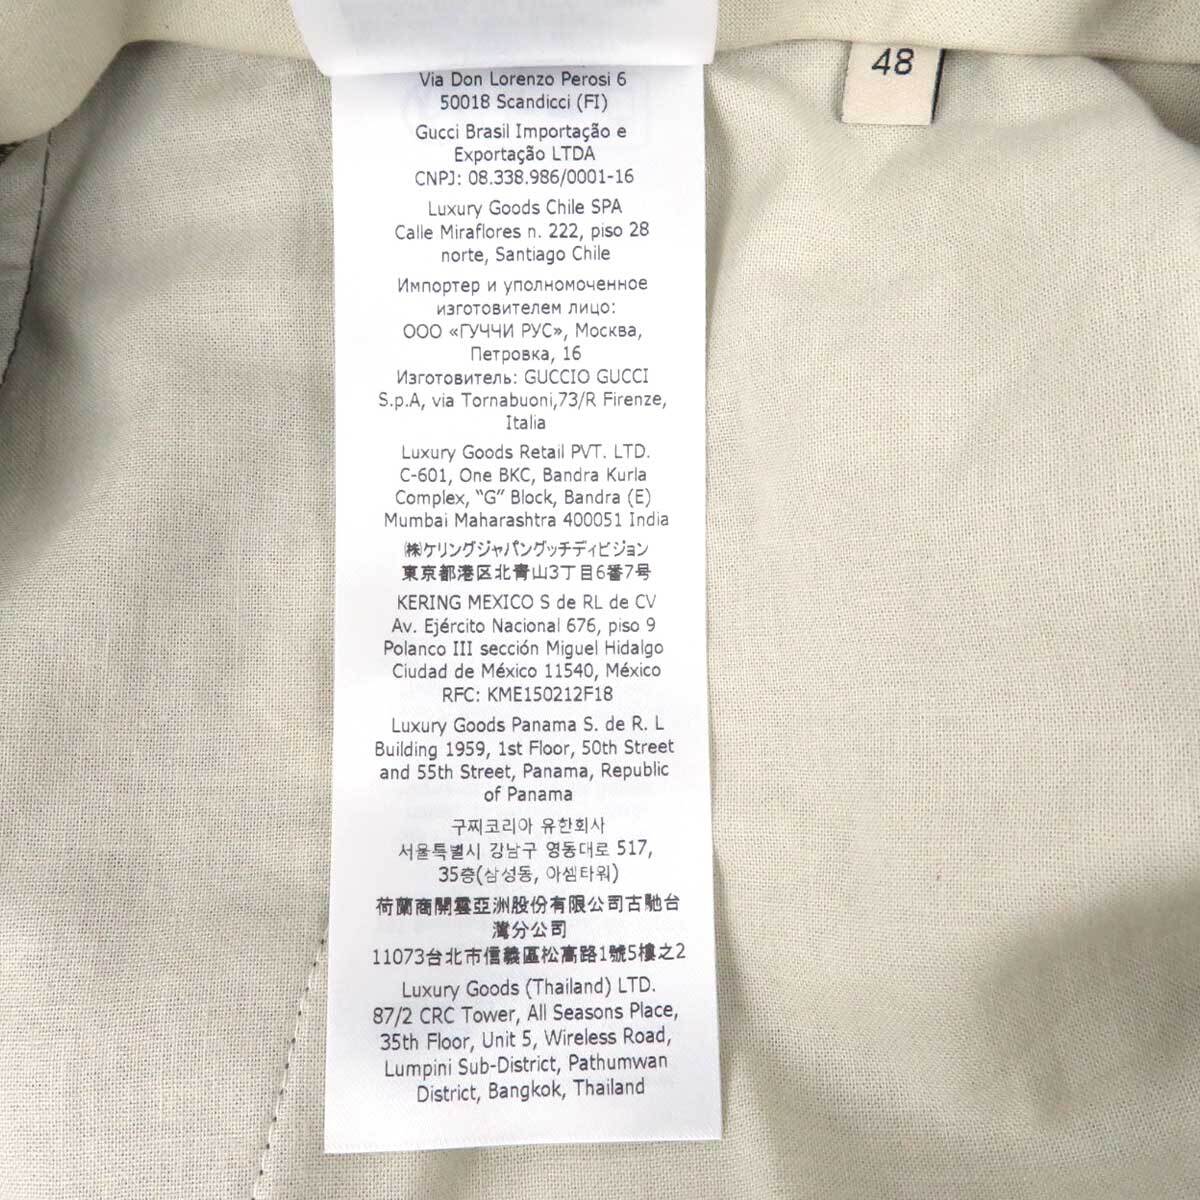 Via Don Lorenzo Perosi 6
50018 Scandicci (FI)
Gucci Brasil Importação e
Exportação LTDA
CNPJ: 08.338.986/0001-16
Luxury Goods Chile SPA
Calle Miraflores n. 222, piso 28
norte, Santiago Chile
Импортер и уполномоченное
изготовителем лицо:
ООО «ГУЧЧИ РУС», Москва,
Петровка, 16
Изготовитель: GUCCIO GUCCI
S.p.A, via Tornabuoni,73/R Firenze,
Italia
Luxury Goods Retail PVT. LTD.
C-601, One BKC, Bandra Kurla
Complex, “G” Block, Bandra (E)
Mumbai Maharashtra 400051 India
㈱ケリングジャパングッチディビジョン
東京都港区北青山3丁目6番7号
KERING MEXICO S de RL de CV
Av. Ejército Nacional 676, piso 9
Polanco III sección Miguel Hidalgo
Ciudad de México 11540, México
RFC: KME150212F18
Luxury Goods Panama S. de R. L
Building 1959, 1st Floor, 50th Street
and 55th Street, Panama, Republic
of Panama
구찌코리아 유한회사
서울특별시 강남구 영동대로 517,
35층(삼성동, 아셈타워)
荷蘭商開雲亞洲股份有限公司古馳台
灣分公司
11073台北市信義區松高路1號5樓之2
Luxury Goods (Thailand) LTD.
87/2 CRC Tower, All Seasons Place,
35th Floor, Unit 5, Wireless Road,
Lumpini Sub-District, Pathumwan
District, Bangkok, Thailand
48